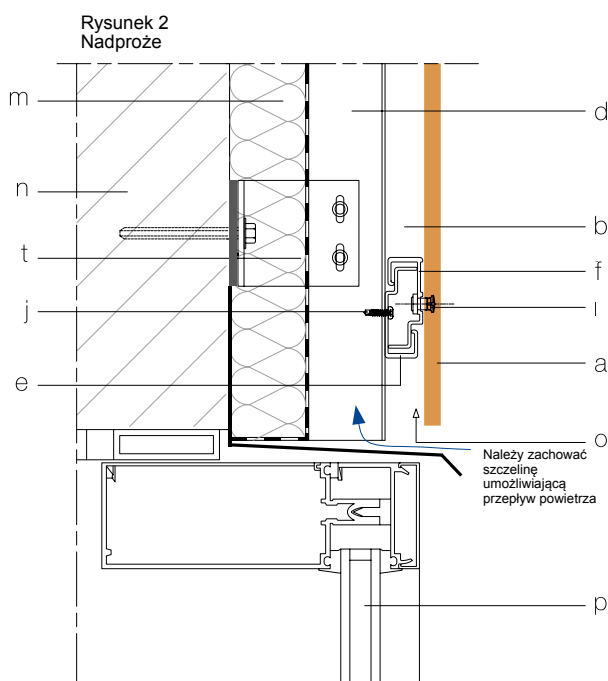 Rysunek 2
Nadproże
m
n
t
j
e
d
b
f
l
a
o
Należy zachować
szczelinę
umożliwiającą
przepływ powietrza
p